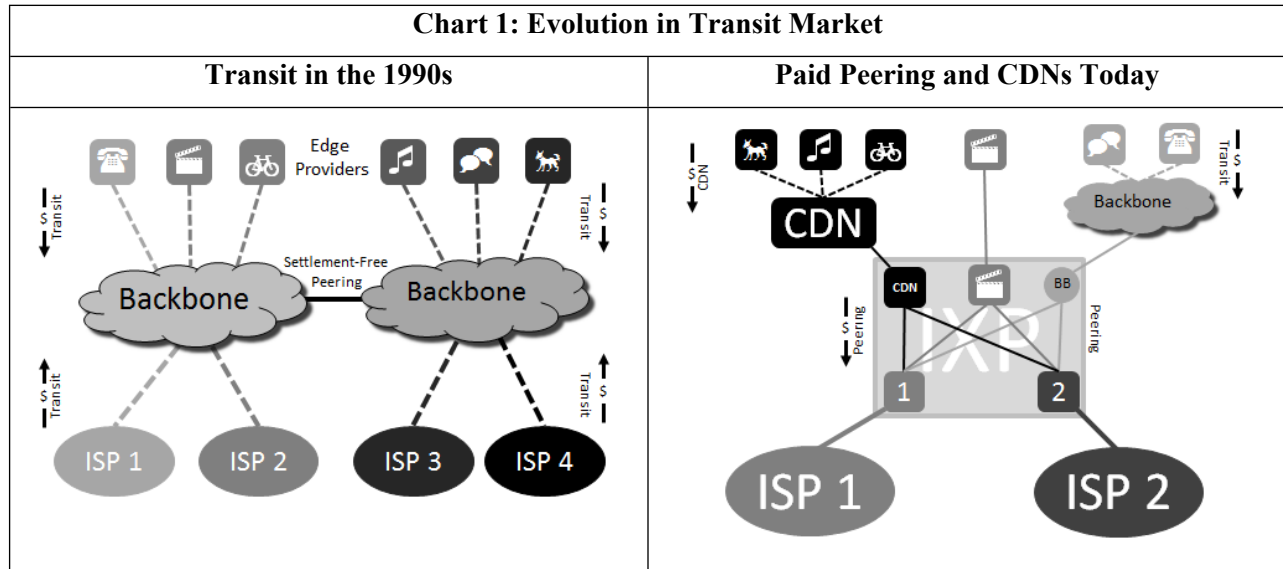 Chart 1: Evolution in Transit Market
Transit in the 1990s
Paid Peering and CDNs Today
Edge
Providers
$
Transit
$
Transit
Settlement-Free
Peering
Backbone
Backbone
$
Transit
$
Transit
ISP 1
ISP 2
ISP 3
ISP 4
$
CDN
$
Transit
CDN
Backbone
CDN
BB
$
Peering
IXP
Peering
1
2
ISP 1
ISP 2